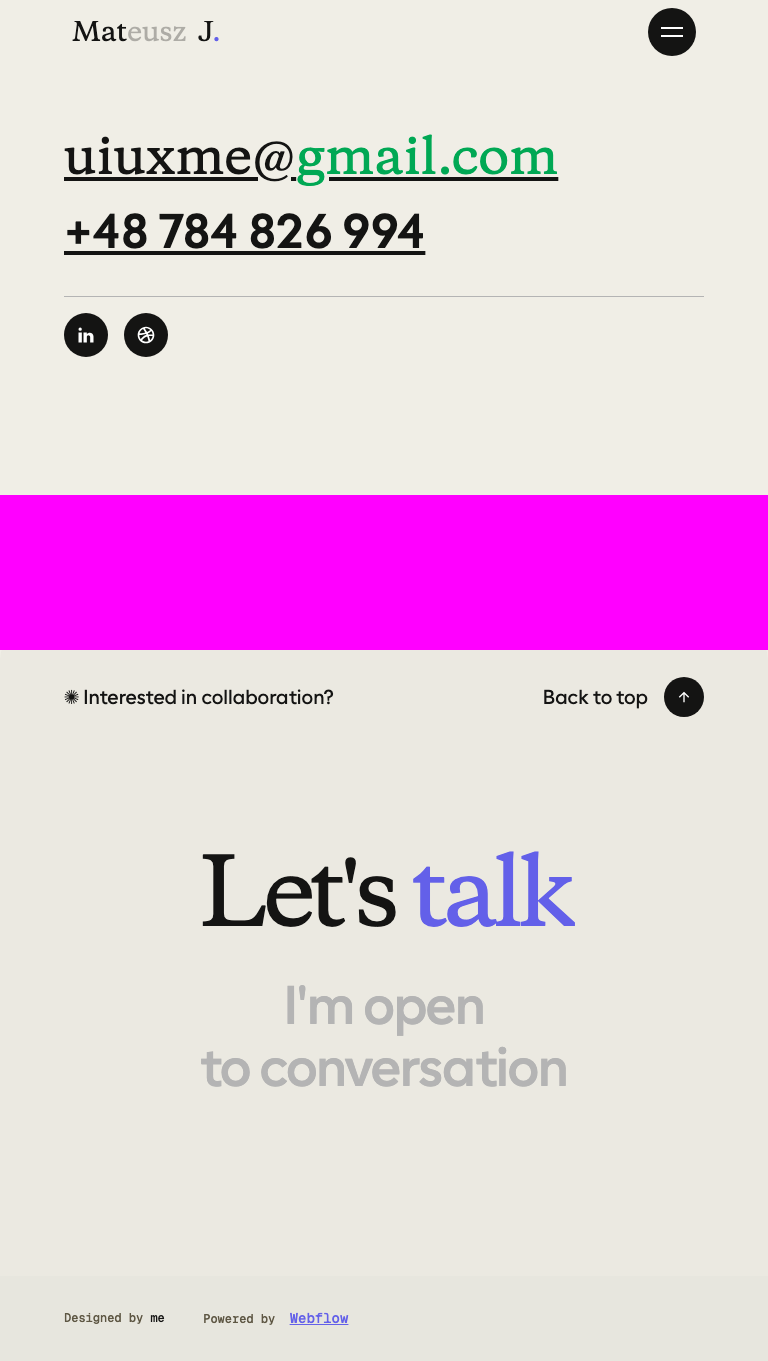 Mateusz J.
uiuxme@gmail.com
+48 784 826 994
✺ Interested in collaboration?
Back to top
Let's talk
I'm open
to conversation
Designed by me
Powered by Webflow